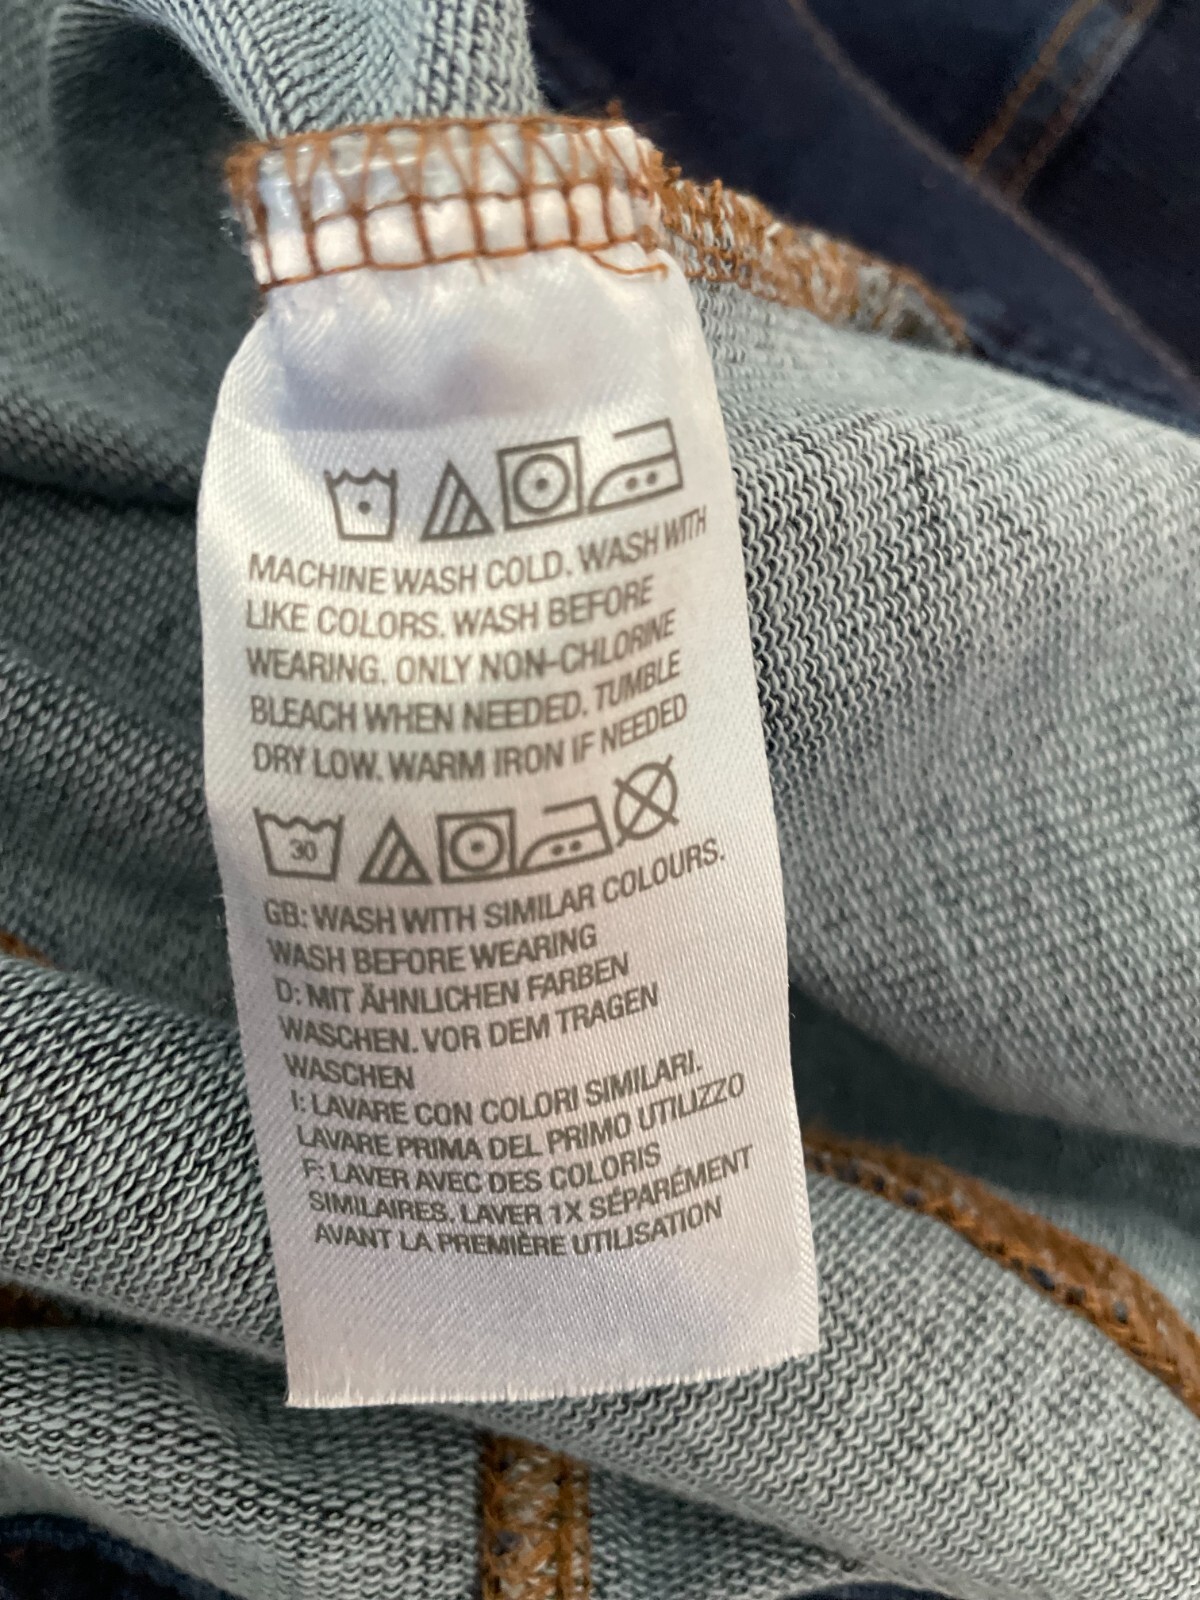 MACHINE WASH COLD. WASH WITH
LIKE COLORS. WASH BEFORE
WEARING. ONLY NON-CHLORINE
BLEACH WHEN NEEDED. TUMBLE
DRY LOW. WARM IRON IF NEEDED
30
GB: WASH WITH SIMILAR COLOURS.
WASH BEFORE WEARING
D: MIT ÄHNLICHEN FARBEN
WASCHEN. VOR DEM TRAGEN
WASCHEN
I: LAVARE CON COLORI SIMILARI.
LAVARE PRIMA DEL PRIMO UTILIZZO
F: LAVER AVEC DES COLORIS
SIMILAIRES. LAVER 1X SÉPARÉMENT
AVANT LA PREMIÈRE UTILISATION